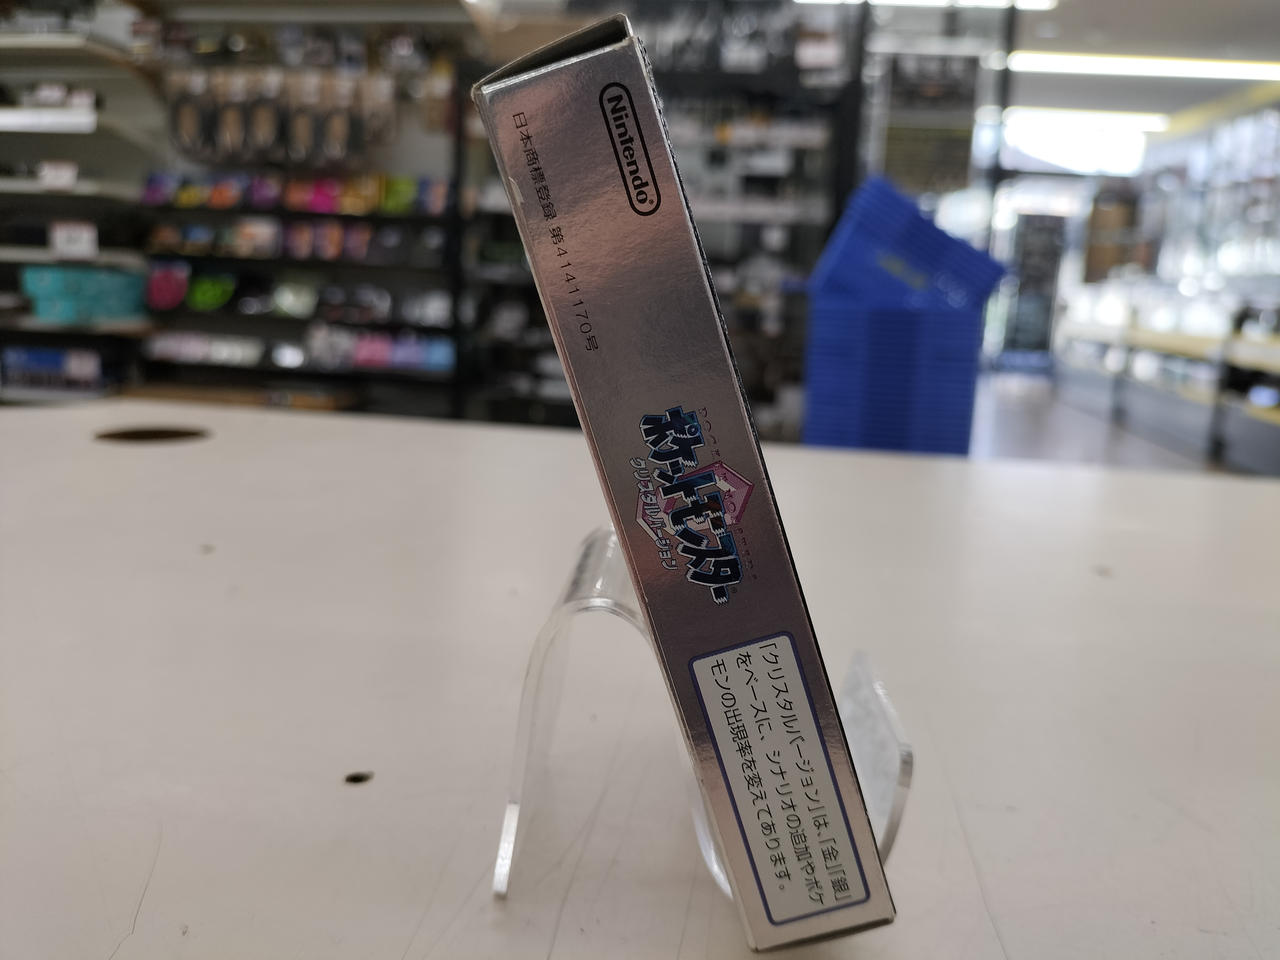 Nintendo®
日本商標登録 第4141170号
POCKET MONSTERS
ポケットモンスター®
クリスタルバージョン
「クリスタルバージョン」は、「金」「銀」
をベースに、シナリオの追加やポケ
モンの出現率を変えてあります。